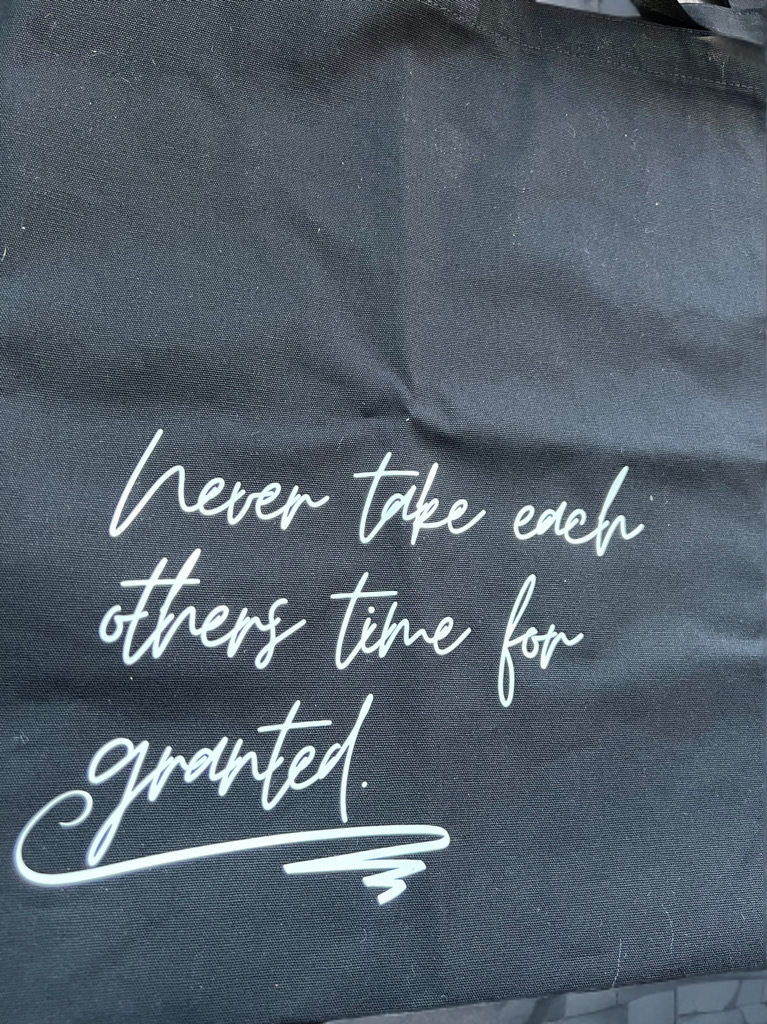 Never take each
others time for
granted.